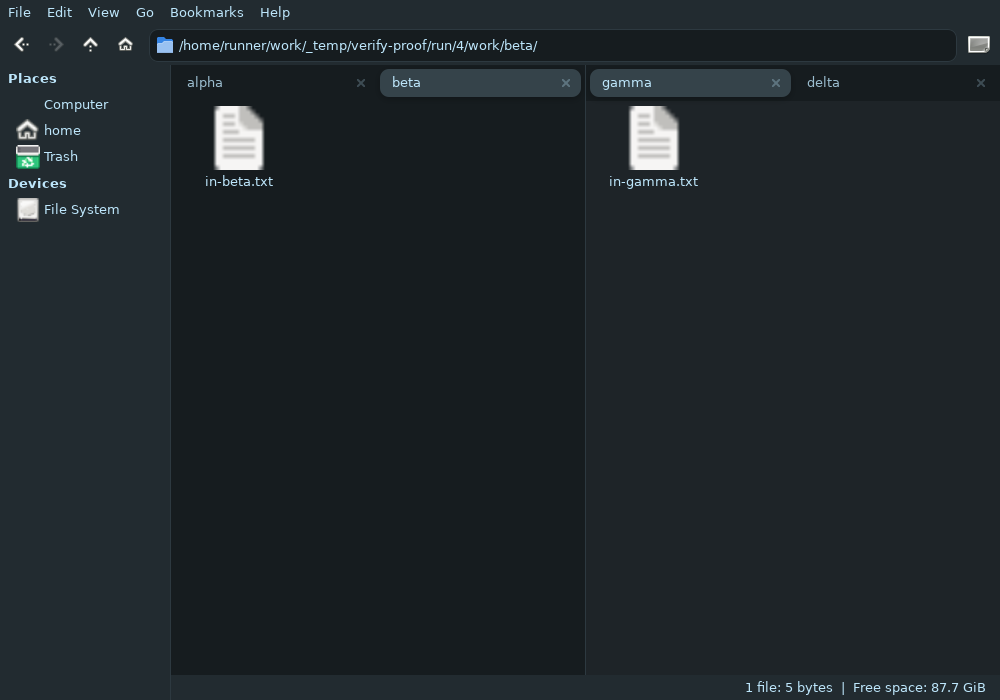 File Edit View Go Bookmarks Help
/home/runner/work/_temp/verify-proof/run/4/work/beta/
Places
Computer
home
Trash
Devices
File System
alpha
beta
gamma
delta
in-beta.txt
in-gamma.txt
1 file: 5 bytes | Free space: 87.7 GiB